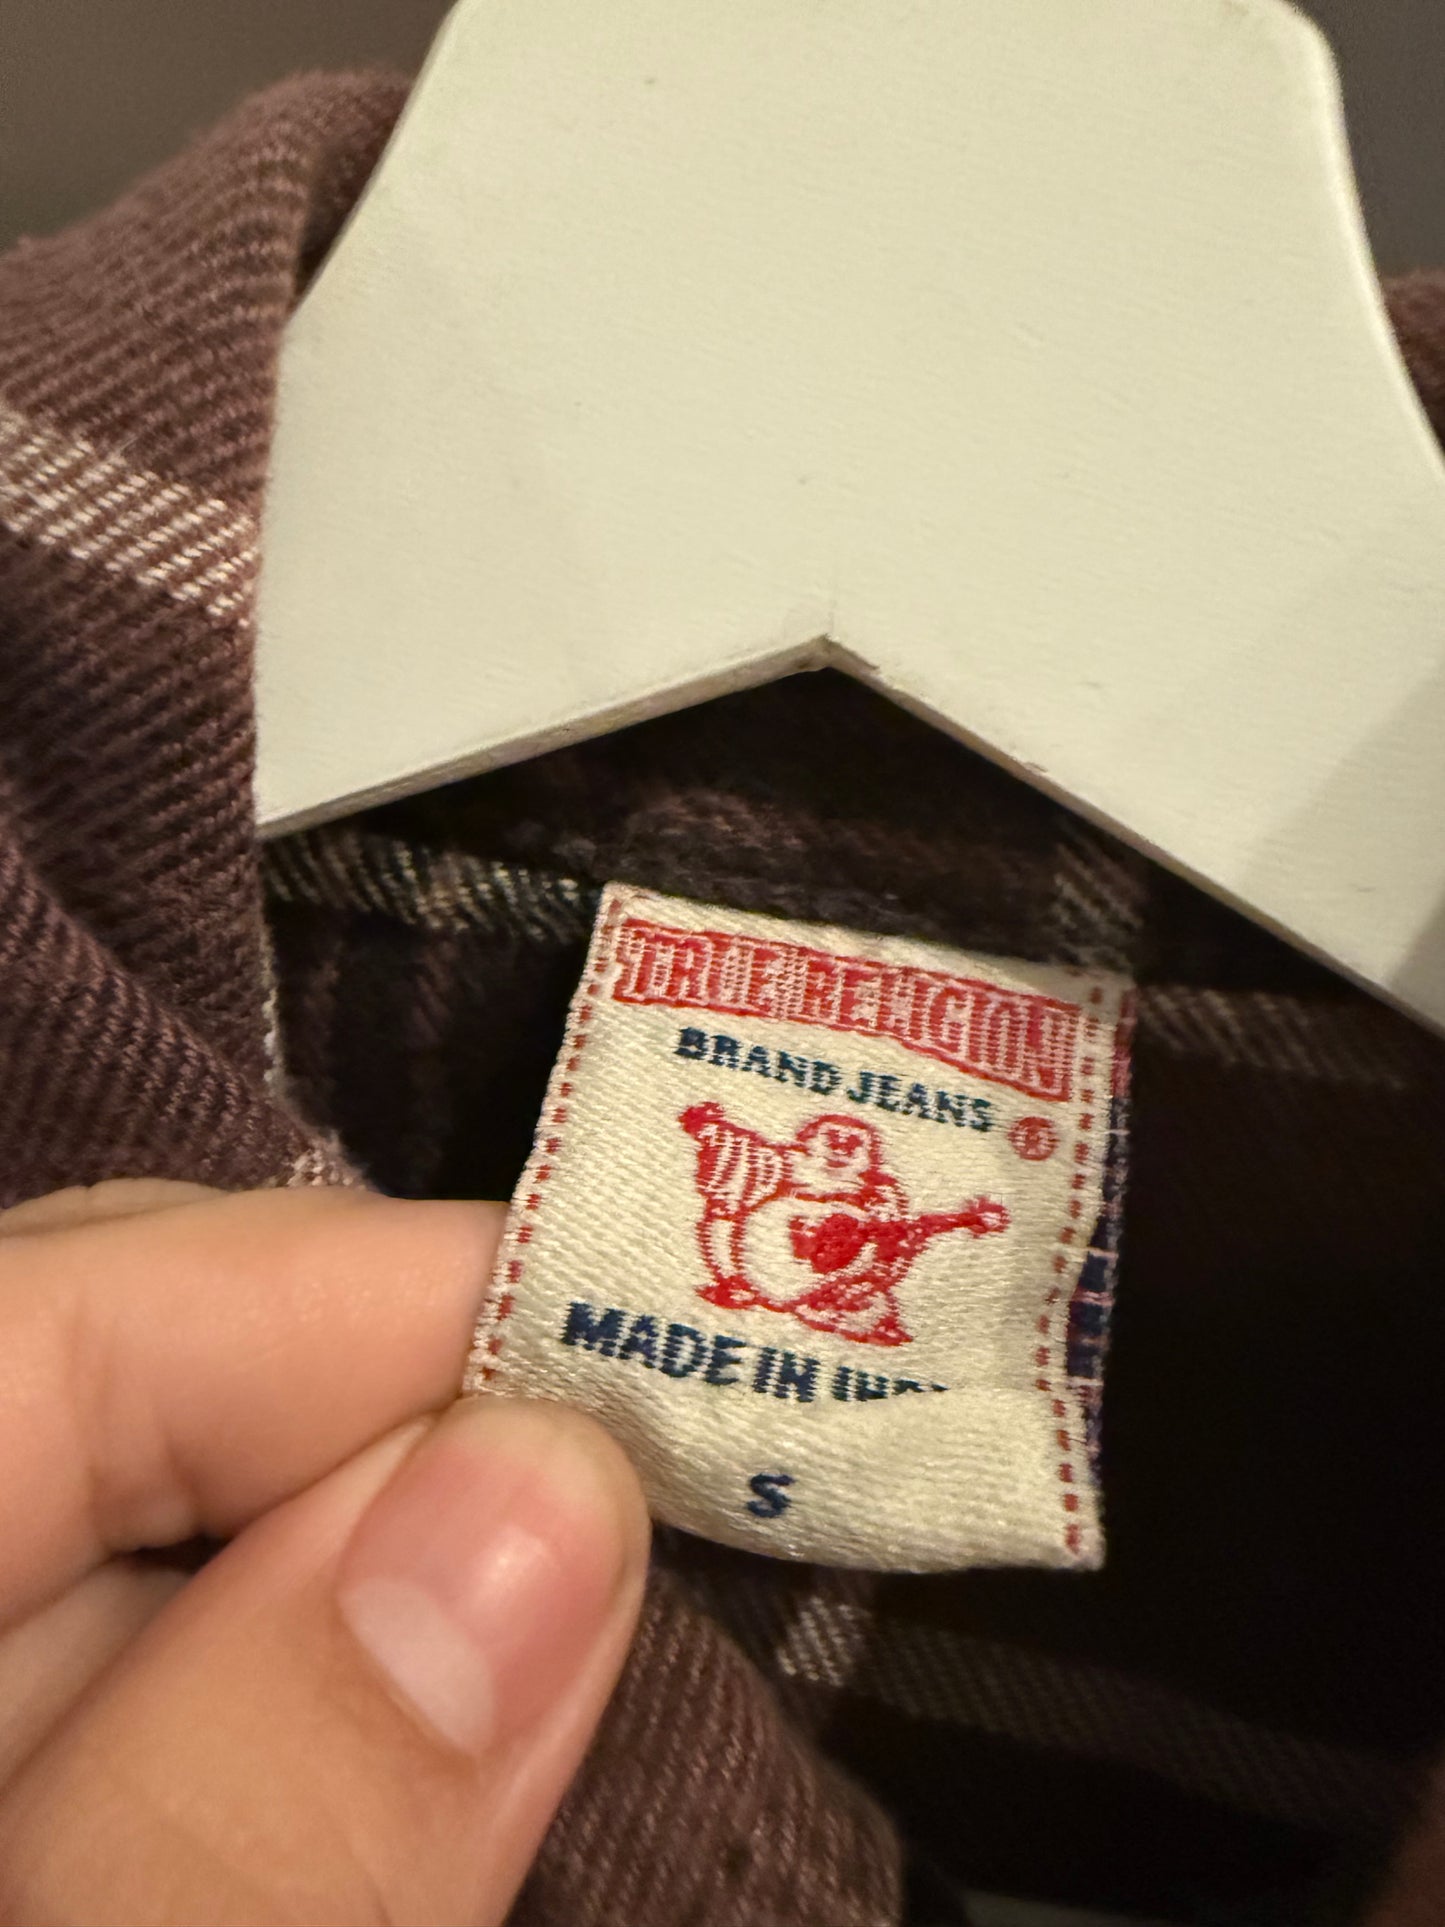 TRUE RELIGION
BRAND JEANS
®
MADE IN
S